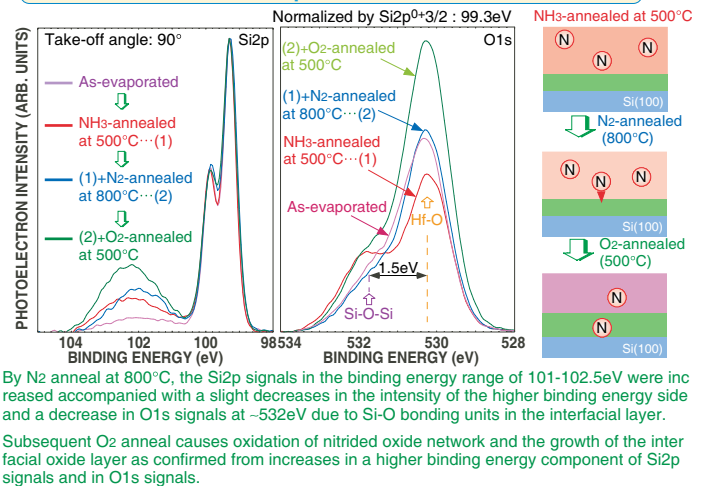 Normalized by Si2p0+3/2 : 99.3eV
PHOTOELECTRON INTENSITY (ARB. UNITS)
Take-off angle: 90°
Si2p
As-evaporated
NH3-annealed
at 500°C···(1)
(1)+N2-annealed
at 800°C···(2)
(2)+O2-annealed
at 500°C
104
102
100
98
BINDING ENERGY (eV)
O1s
(2)+O2-annealed
at 500°C
(1)+N2-annealed
at 800°C···(2)
NH3-annealed
at 500°C···(1)
As-evaporated
Hf-O
1.5eV
Si-O-Si
534
532
530
528
BINDING ENERGY (eV)
NH3-annealed at 500°C
N
N
N
Si(100)
N2-annealed
(800°C)
N
N
N
Si(100)
O2-annealed
(500°C)
N
N
Si(100)
By N2 anneal at 800°C, the Si2p signals in the binding energy range of 101-102.5eV were inc
reased accompanied with a slight decreases in the intensity of the higher binding energy side
and a decrease in O1s signals at ~532eV due to Si-O bonding units in the interfacial layer.
Subsequent O2 anneal causes oxidation of nitrided oxide network and the growth of the inter
facial oxide layer as confirmed from increases in a higher binding energy component of Si2p
signals and in O1s signals.